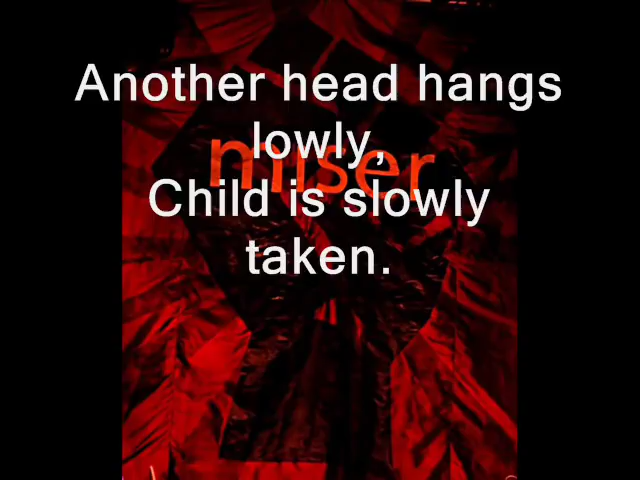 Another head hangs
lowly,
miser
Child is slowly
taken.